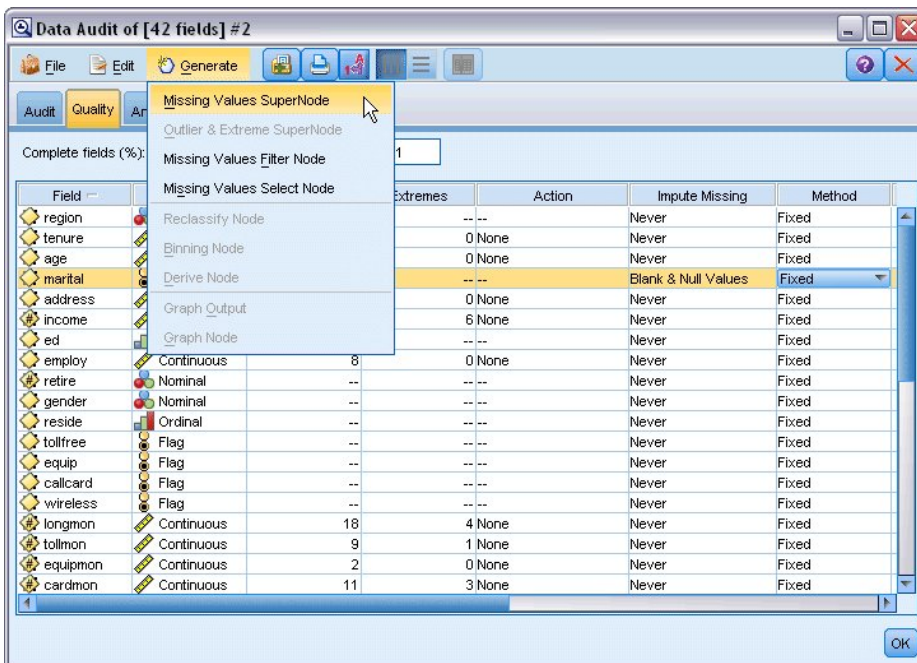 Data Audit of [42 fields] #2
File Edit Generate
Audit Quality An
Missing Values SuperNode
Outlier & Extreme SuperNode
Missing Values Filter Node
Missing Values Select Node
Reclassify Node
Binning Node
Derive Node
Graph Output
Graph Node
Complete fields (%): 1
Field Extremes Action Impute Missing Method
region -- -- Never Fixed
tenure 0 None Never Fixed
age 0 None Never Fixed
marital -- -- Blank & Null Values Fixed
address 0 None Never Fixed
income 6 None Never Fixed
ed -- -- Never Fixed
employ Continuous 8 0 None Never Fixed
retire Nominal -- -- -- Never Fixed
gender Nominal -- -- -- Never Fixed
reside Ordinal -- -- -- Never Fixed
tollfree Flag -- -- -- Never Fixed
equip Flag -- -- -- Never Fixed
callcard Flag -- -- -- Never Fixed
wireless Flag -- -- -- Never Fixed
longmon Continuous 18 4 None Never Fixed
tollmon Continuous 9 1 None Never Fixed
equipmon Continuous 2 0 None Never Fixed
cardmon Continuous 11 3 None Never Fixed
OK